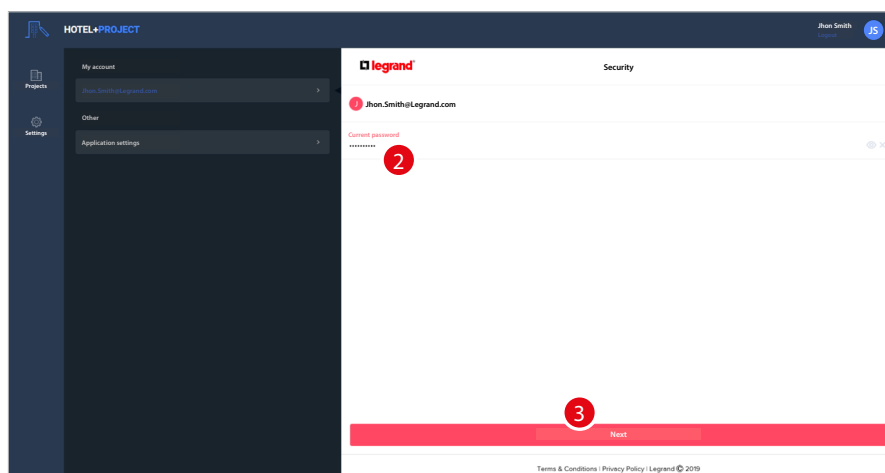 HOTEL+PROJECT
Jhon Smith
Legrand
JS
Projects
Settings
My account
Jhon.Smith@Legrand.com
Other
Application settings
legrand®
Security
J Jhon.Smith@Legrand.com
Current password
••••••••••
2
3
Next
Terms & Conditions | Privacy Policy | Legrand © 2019